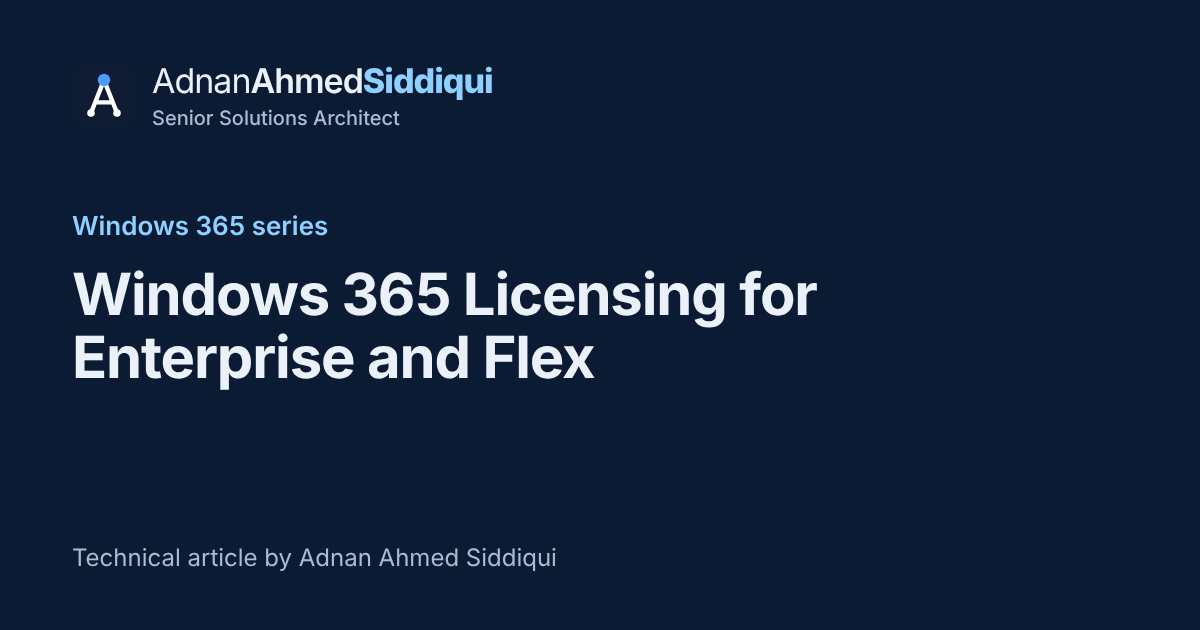 AdnanAhmedSiddiqui
Senior Solutions Architect
Windows 365 series
Windows 365 Licensing for
Enterprise and Flex
Technical article by Adnan Ahmed Siddiqui